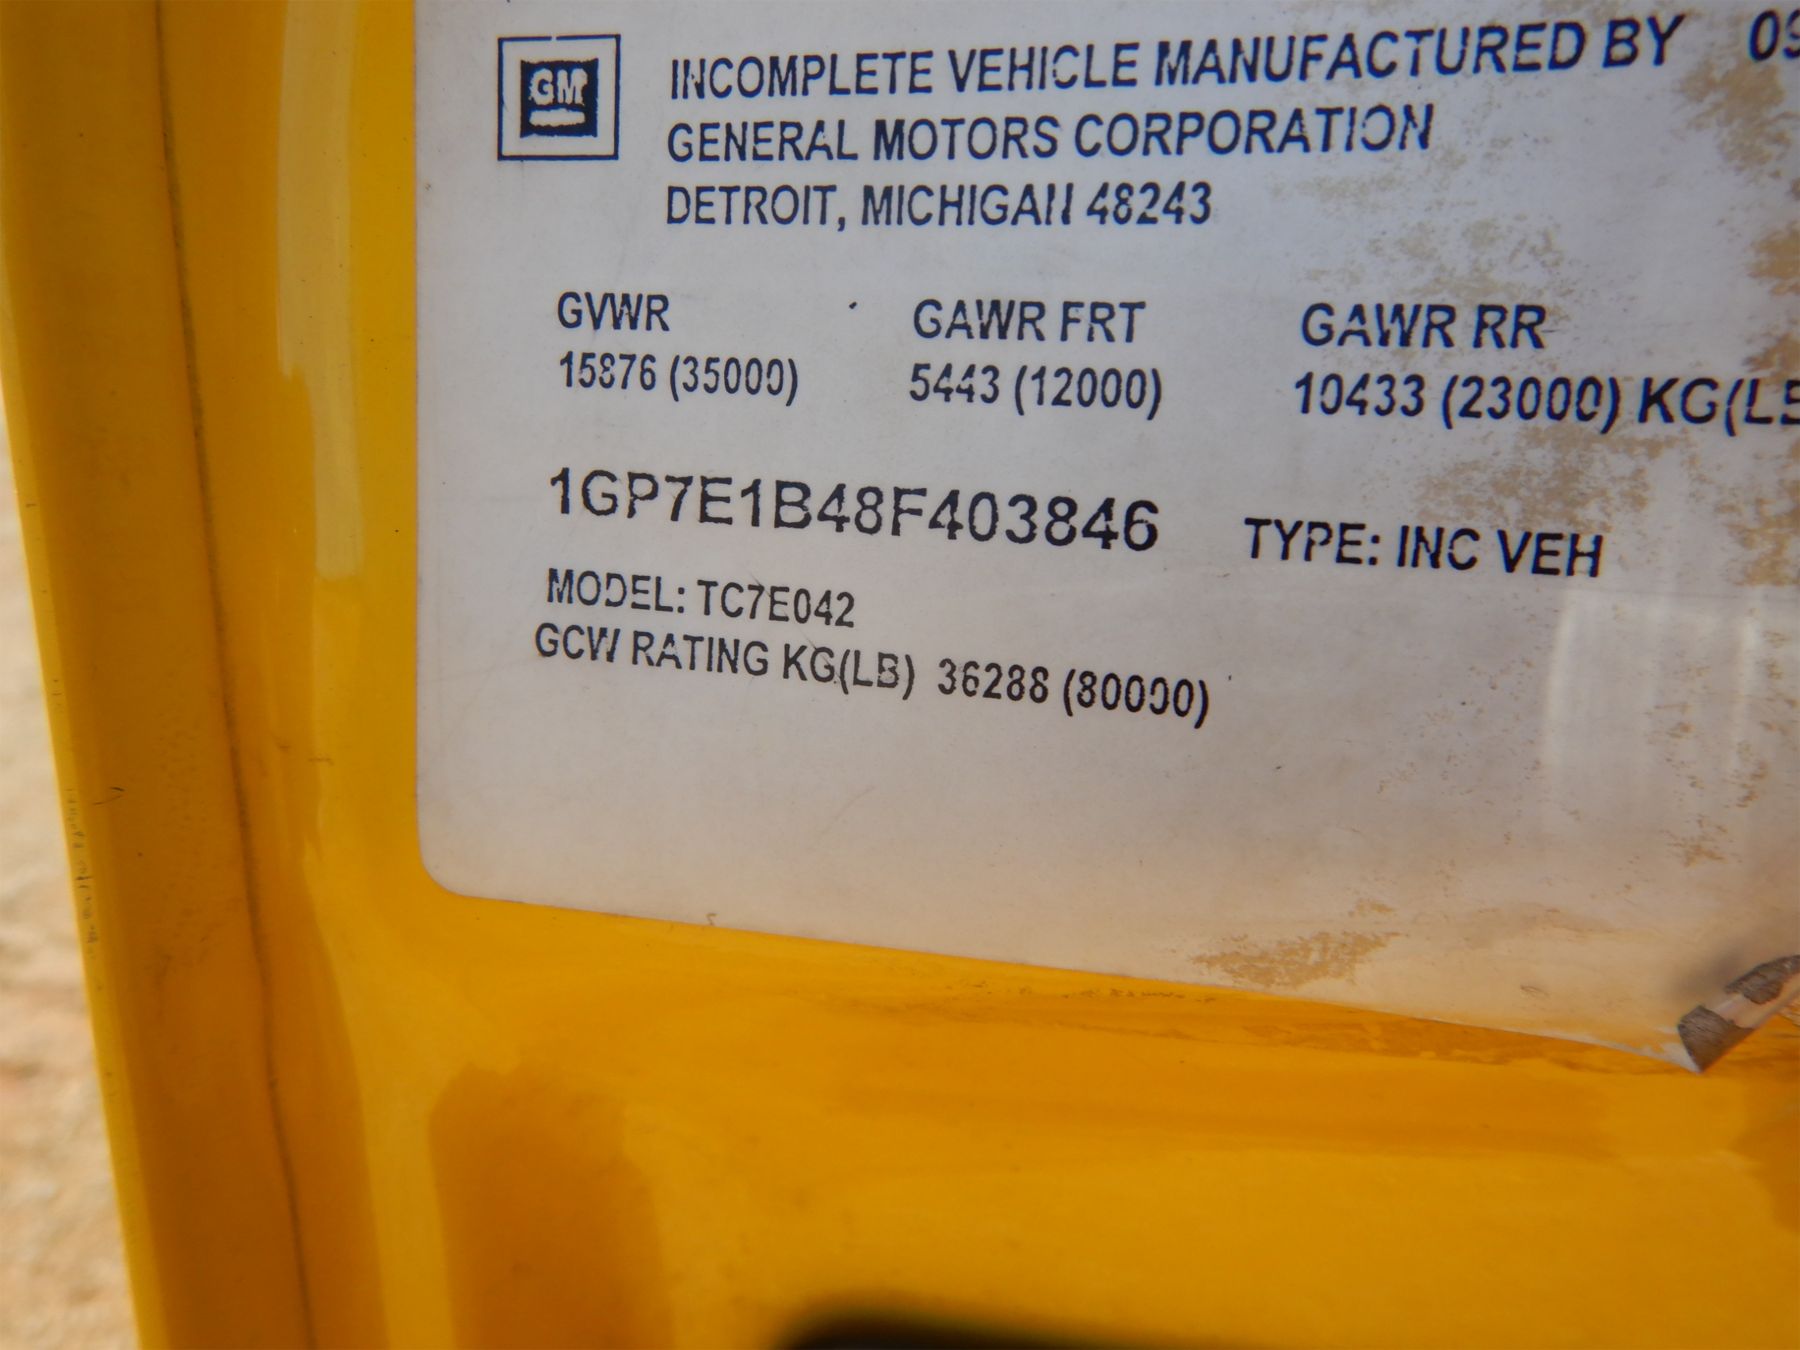 GM
INCOMPLETE VEHICLE MANUFACTURED BY
GENERAL MOTORS CORPORATION
DETROIT, MICHIGAN 48243
GVWR GAWR FRT GAWR RR
15876 (35000) 5443 (12000) 10433 (23000) KG(LB
1GP7E1B48F403846 TYPE: INC VEH
MODEL: TC7E042
GCW RATING KG(LB) 36288 (80000)